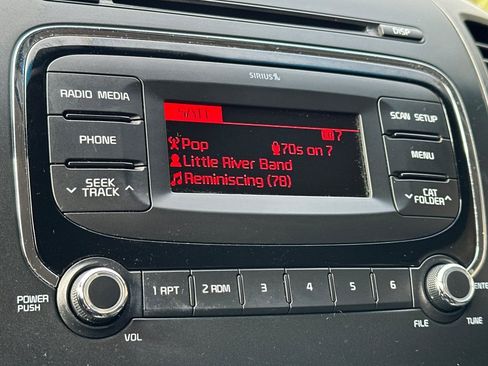 DISP
SIRIUS
RADIO MEDIA
PHONE
SEEK
TRACK
SCAN SETUP
MENU
CAT
FOLDER
7
Pop 70s on 7
Little River Band
Reminiscing (78)
POWER
PUSH
VOL
1 RPT
2 RDM
3
4
5
6
FILE
TUNE